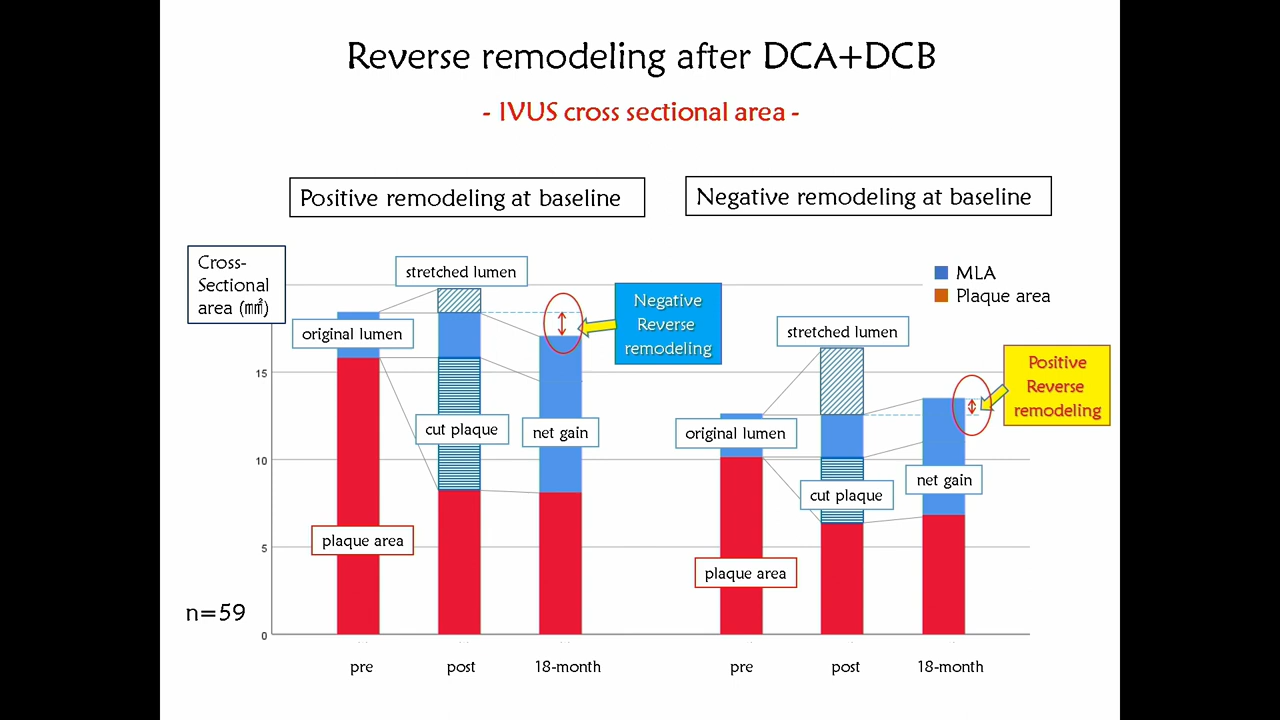 Reverse remodeling after DCA+DCB
- IVUS cross sectional area -
Positive remodeling at baseline
Negative remodeling at baseline
Cross-
Sectional
area (㎟)
stretched lumen
original lumen
cut plaque
net gain
plaque area
Negative
Reverse
remodeling
MLA
Plaque area
stretched lumen
original lumen
cut plaque
net gain
plaque area
Positive
Reverse
remodeling
15
10
5
0
n=59
pre
post
18-month
pre
post
18-month